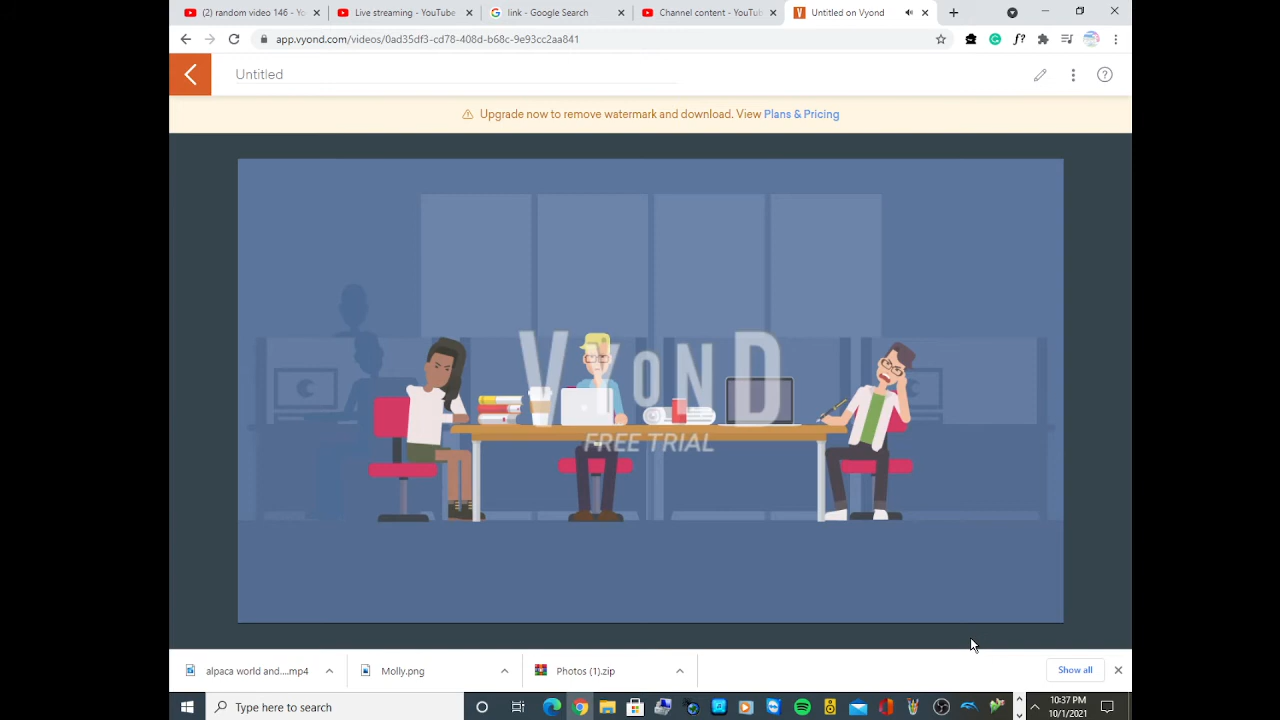 (2) random video 146 - Yo
Live streaming - YouTube
link - Google Search
Channel content - YouTub
Untitled on Vyond
app.vyond.com/videos/0ad35df3-cd78-408d-b68c-9e93cc2aa841
Untitled
Upgrade now to remove watermark and download. View Plans & Pricing
VYOND
FREE TRIAL
alpaca world and....mp4
Molly.png
Photos (1).zip
Show all
Type here to search
10:37 PM
10/1/2021